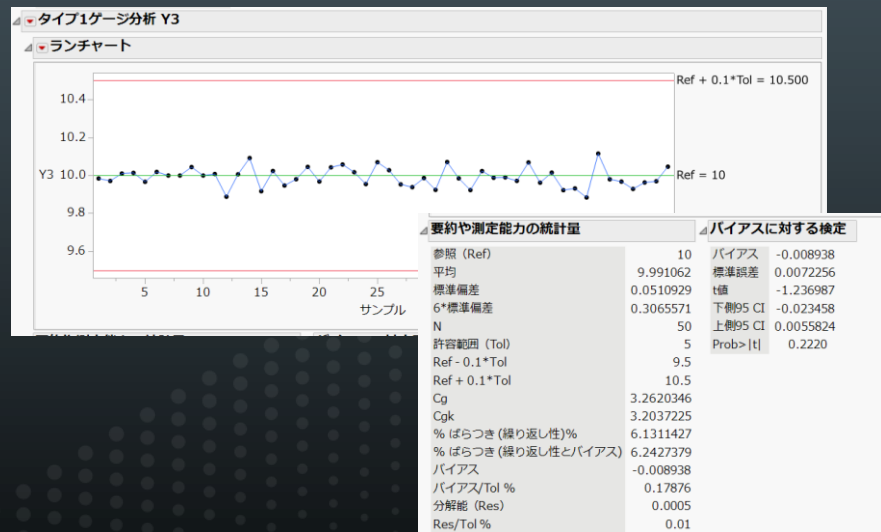 タイプ1ゲージ分析 Y3
ランチャート
Ref + 0.1*Tol = 10.500
10.4
10.2
Y3 10.0
Ref = 10
9.8
9.6
5 10 15 20 25
サンプル
要約や測定能力の統計量
参照 (Ref) 10
平均 9.991062
標準偏差 0.0510929
6*標準偏差 0.3065571
N 50
許容範囲 (Tol) 5
Ref - 0.1*Tol 9.5
Ref + 0.1*Tol 10.5
Cg 3.2620346
Cgk 3.2037225
% ばらつき (繰り返し性)% 6.1311427
% ばらつき (繰り返し性とバイアス) 6.2427379
バイアス -0.008938
バイアス/Tol % 0.17876
分解能 (Res) 0.0005
Res/Tol % 0.01
バイアスに対する検定
バイアス -0.008938
標準誤差 0.0072256
t値 -1.236987
下側95 CI -0.023458
上側95 CI 0.0055824
Prob>|t| 0.2220